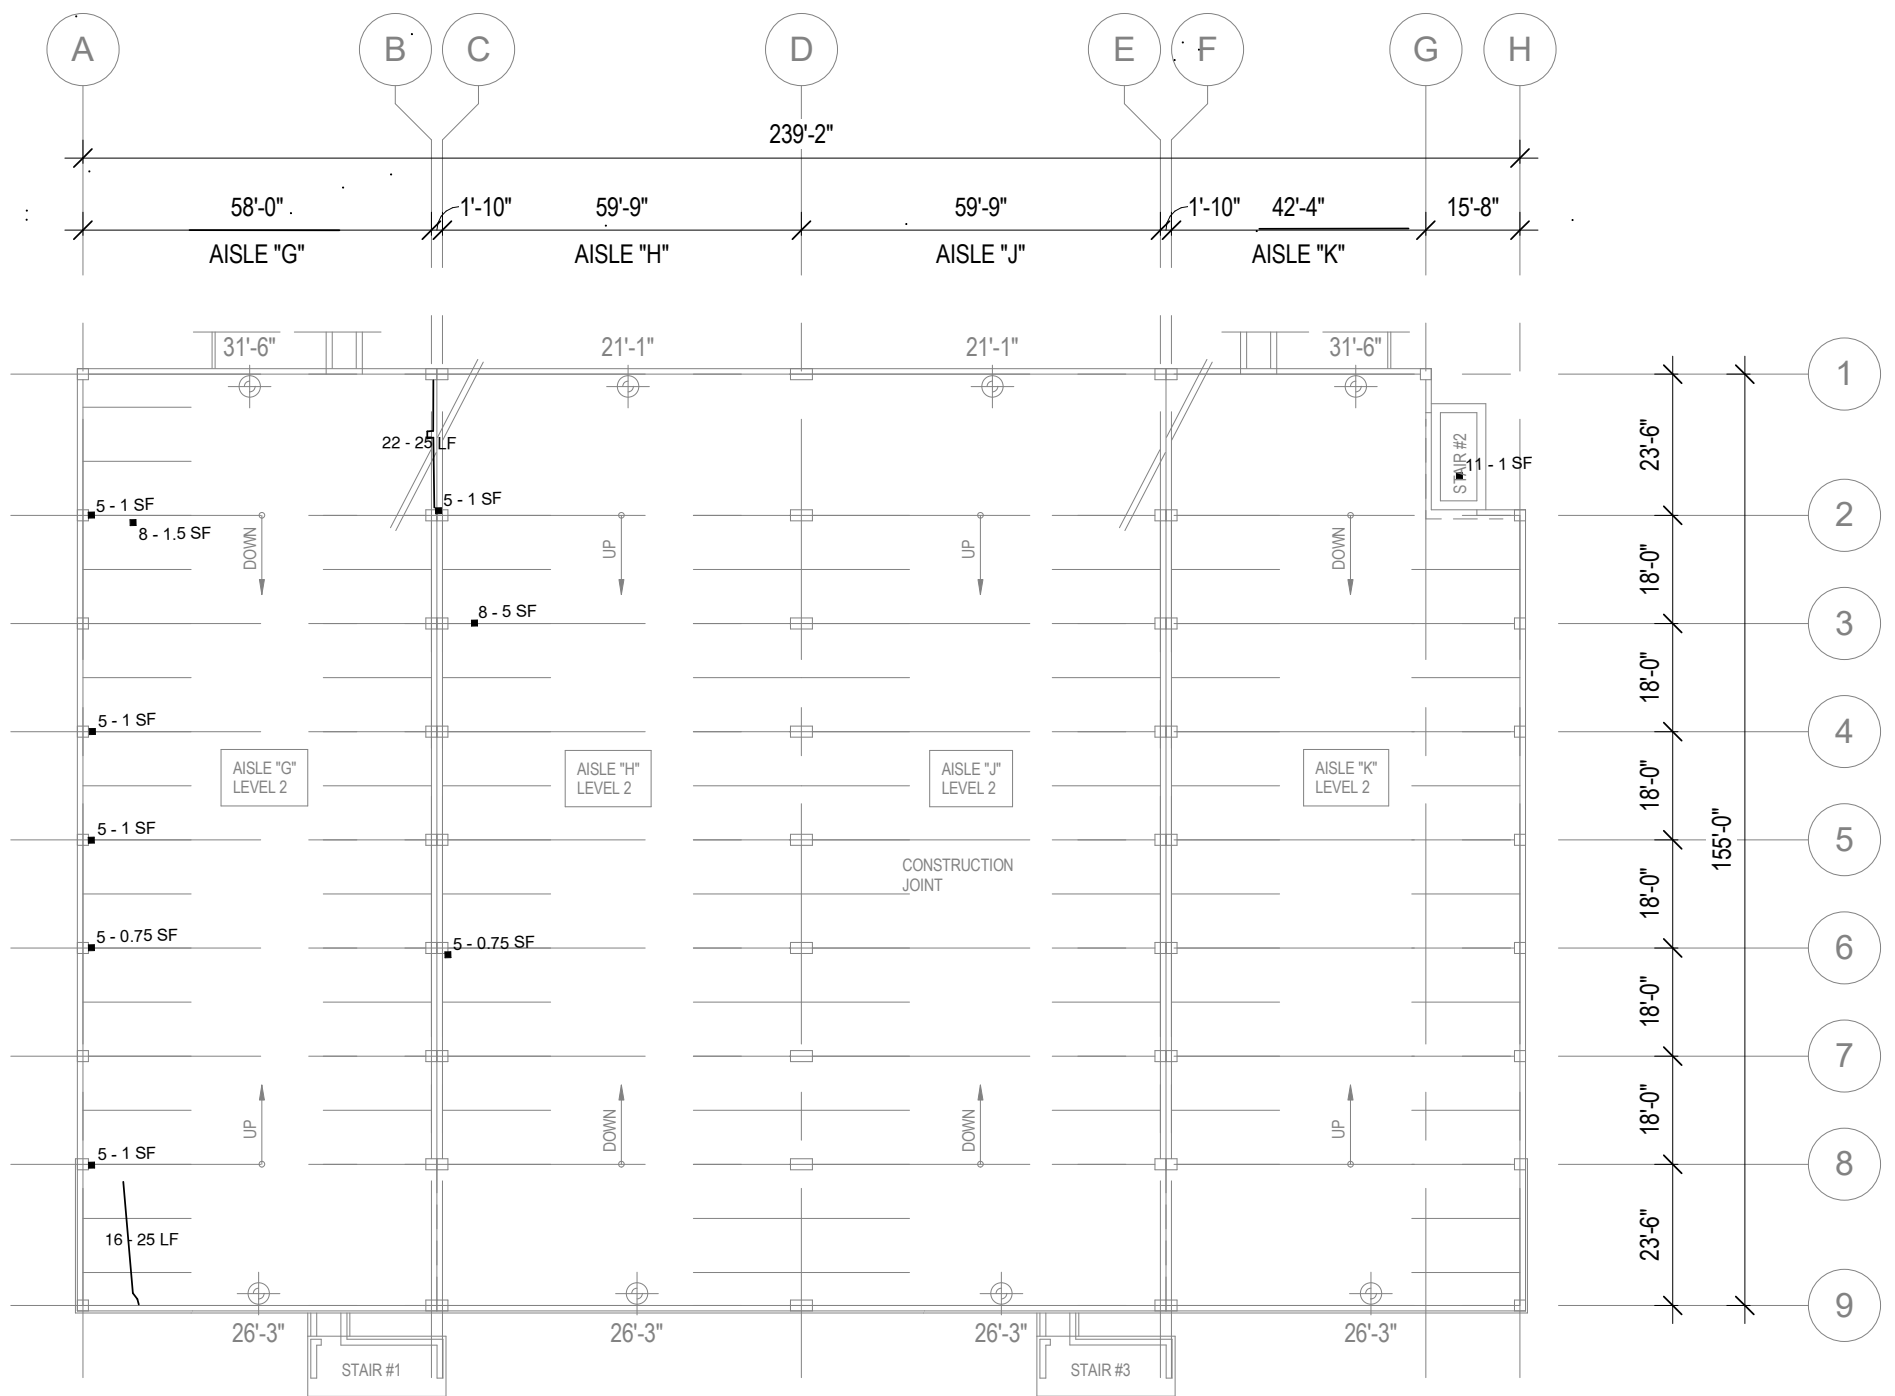 A B C D E F G H
239'-2"
58'-0" 1'-10" 59'-9" 59'-9" 1'-10" 42'-4" 15'-8"
AISLE "G" AISLE "H" AISLE "J" AISLE "K"
31'-6" 21'-1" 21'-1" 31'-6"
1
22 - 25 LF
23'-6"
STAIR #2
11 - 1 SF
5 - 1 SF
5 - 1 SF
8 - 1.5 SF
2
DOWN UP UP DOWN
18'-0"
8 - 5 SF
3
18'-0"
5 - 1 SF
4
AISLE "G"
LEVEL 2
AISLE "H"
LEVEL 2
AISLE "J"
LEVEL 2
AISLE "K"
LEVEL 2
18'-0"
5 - 1 SF
5
155'-0"
CONSTRUCTION
JOINT
18'-0"
5 - 0.75 SF
5 - 0.75 SF
6
18'-0"
7
UP DOWN DOWN UP
18'-0"
5 - 1 SF
8
16 - 25 LF
23'-6"
9
26'-3" 26'-3" 26'-3" 26'-3"
STAIR #1 STAIR #3